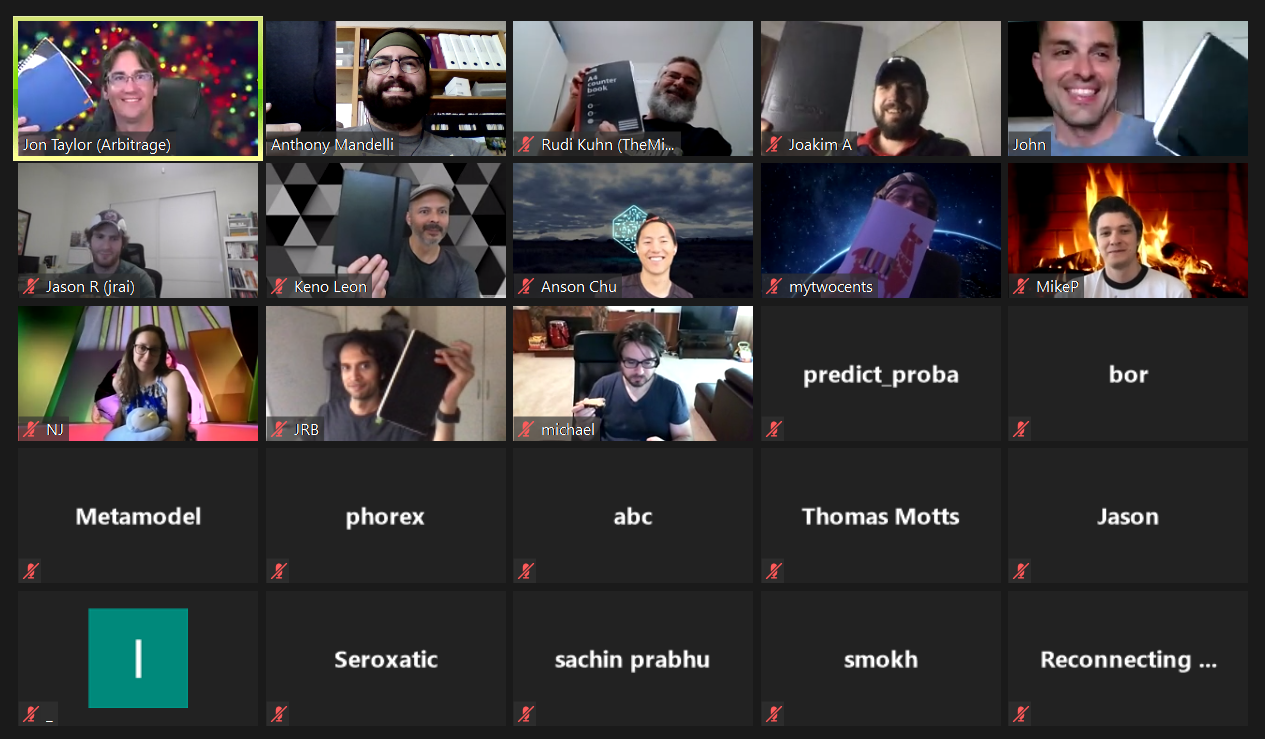 Jon Taylor (Arbitrage)
Anthony Mandelli
A4
counter
book
Rudi Kuhn (TheMi...
Joakim A
John
Jason R (jrai)
Keno Leon
Anson Chu
mytwocents
MikeP
NJ
JRB
michael
predict_proba
bor
Metamodel
phorex
abc
Thomas Motts
Jason
I
_
Seroxatic
sachin prabhu
smokh
Reconnecting ...